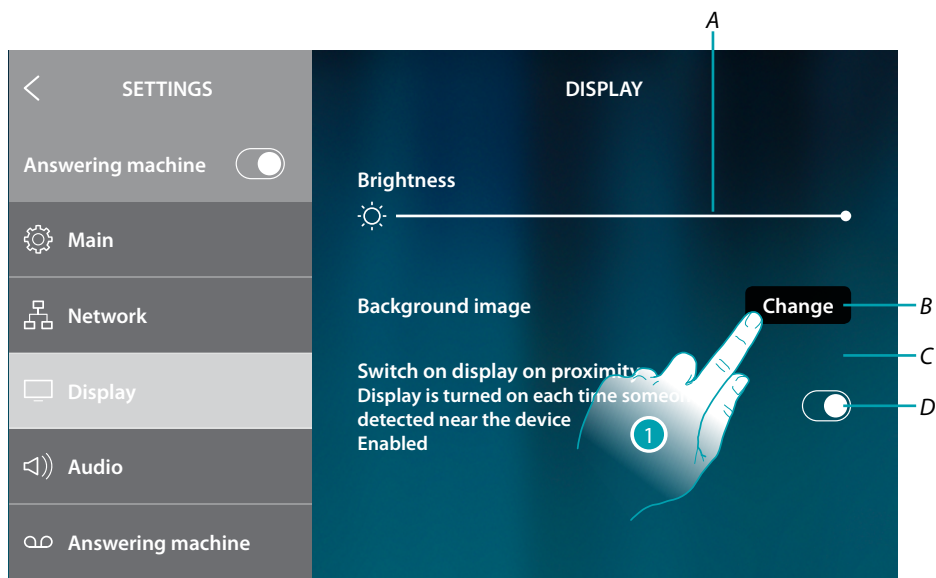 A
SETTINGS
DISPLAY
Answering machine
Brightness
Main
Network
Background image
Change
B
C
Switch on display on proximity
Display
Display is turned on each time someon
D
detected near the device
Enabled
1
Audio
Answering machine